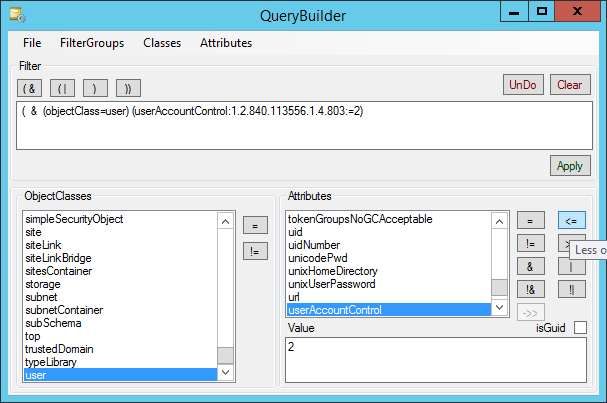 QueryBuilder
File FilterGroups Classes Attributes
Filter
( & ( | ) )) UnDo Clear
( & (objectClass=user) (userAccountControl:1.2.840.113556.1.4.803:=2)
Apply
ObjectClasses
simpleSecurityObject
site
siteLink
siteLinkBridge
sitesContainer
storage
subnet
subnetContainer
subSchema
top
trustedDomain
typeLibrary
user
=
!=
Attributes
tokenGroupsNoGCAcceptable
uid
uidNumber
unicodePwd
unixHomeDirectory
unixUserPassword
url
userAccountControl
= <=
!= >
Less o
& |
!& !|
->>
Value isGuid
2